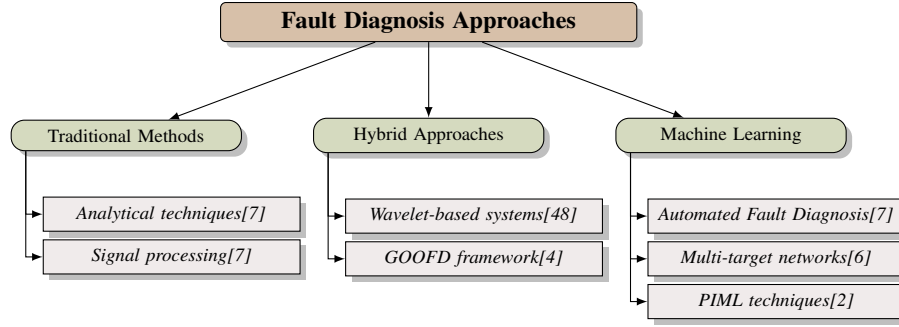 Fault Diagnosis Approaches
Traditional Methods
Analytical techniques[7]
Signal processing[7]
Hybrid Approaches
Wavelet-based systems[48]
GOOFD framework[4]
Machine Learning
Automated Fault Diagnosis[7]
Multi-target networks[6]
PIML techniques[2]